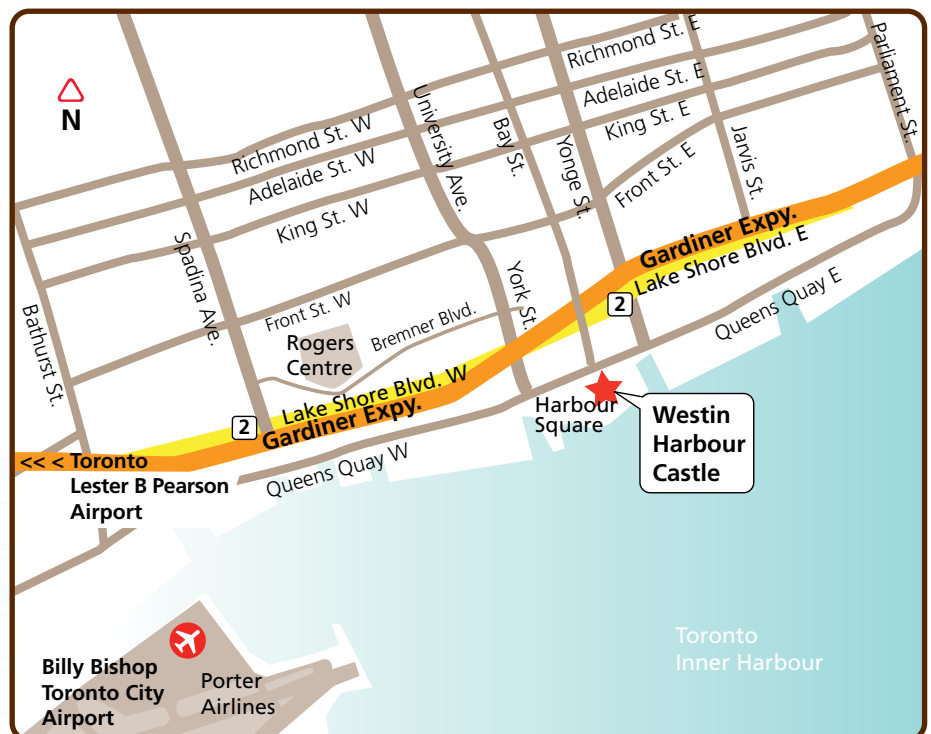 Richmond St. E
Parliament St.
Adelaide St. E
N
University Ave.
Bay St.
King St. E
Richmond St. W
Yonge St.
Jarvis St.
Adelaide St. W
Front St. E
King St. W
Spadina Ave.
Gardiner Expy.
Lake Shore Blvd. E
York St.
2
Queens Quay E
Bathurst St.
Front St. W
Bremner Blvd.
Rogers
Centre
Lake Shore Blvd. W
2
Gardiner Expy.
Harbour
Square
Westin
Harbour
Castle
<< < Toronto
Lester B Pearson
Airport
Queens Quay W
Toronto
Inner Harbour
Billy Bishop
Toronto City
Airport
Porter
Airlines